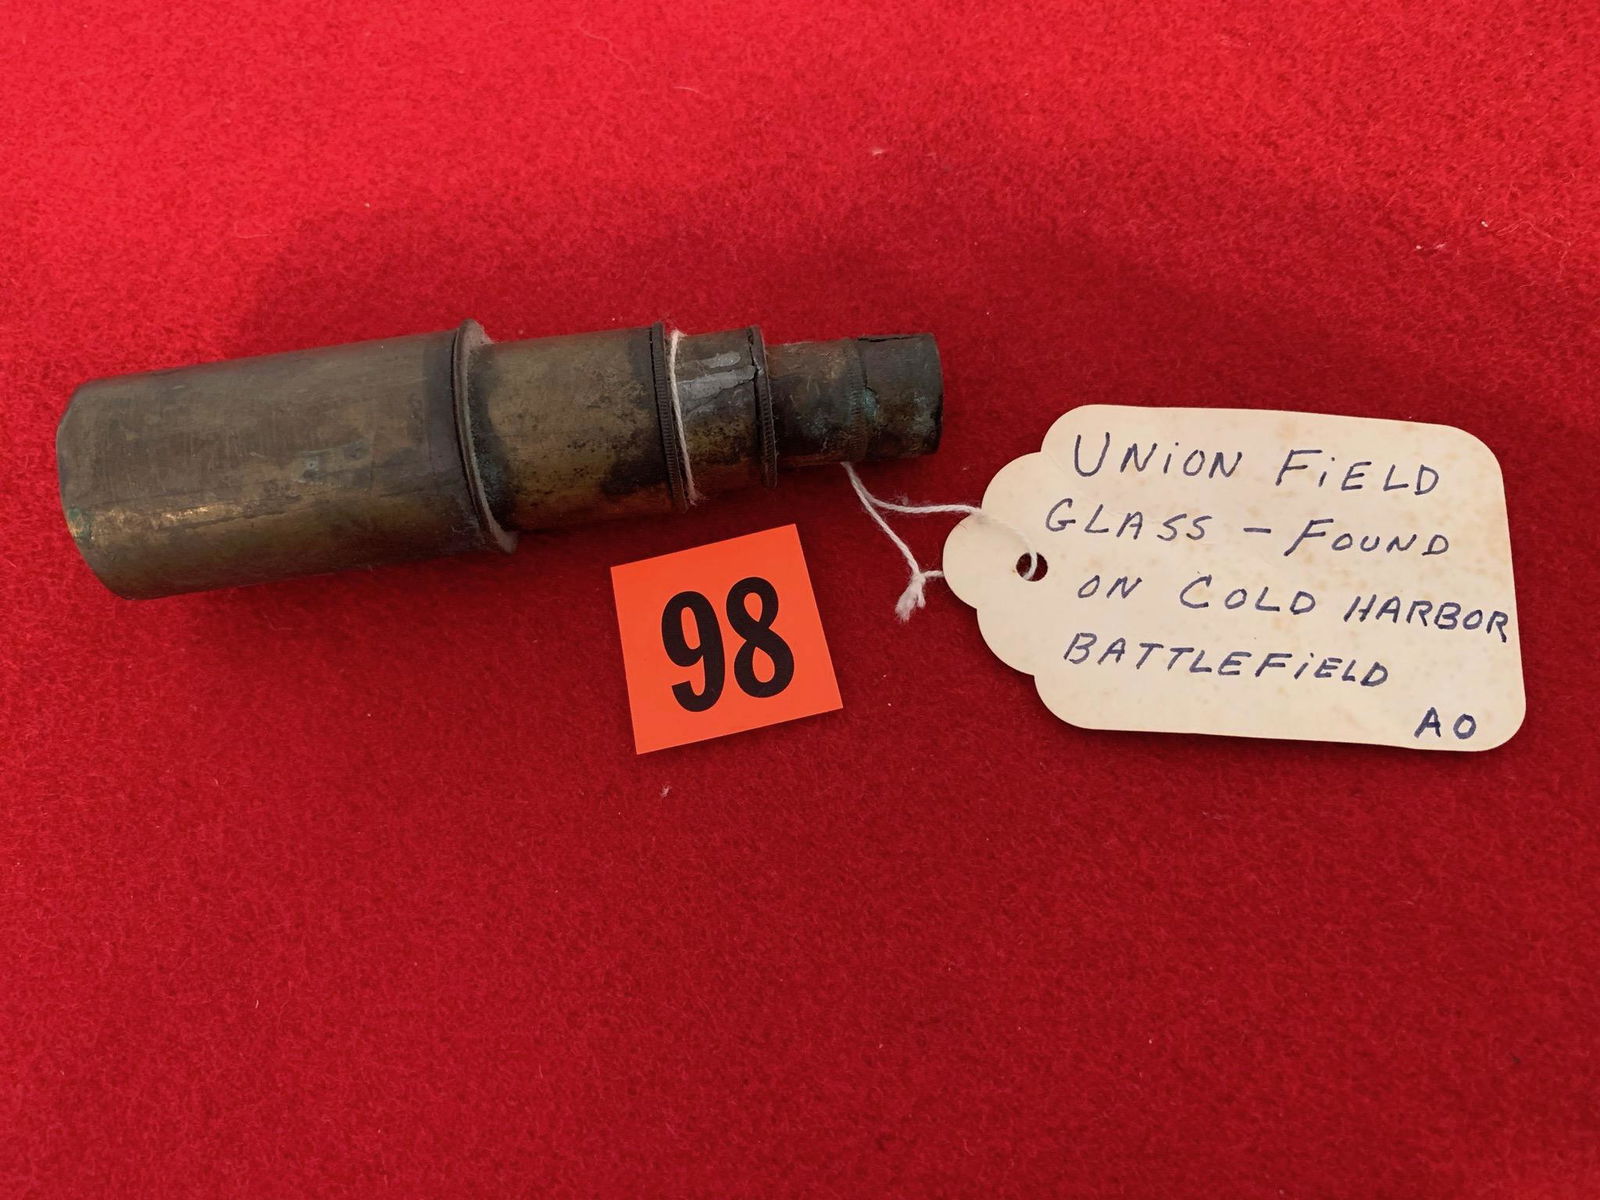 98
UNiON FiELD
GLASS – FOUND
ON COLD HARBOR
BATTLEFiELD
AO